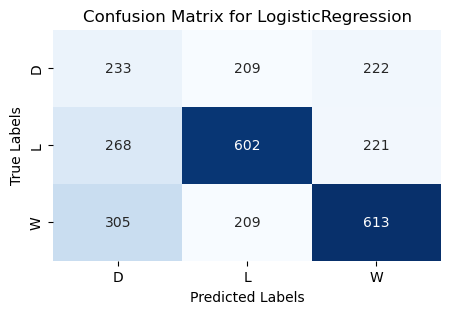 Confusion Matrix for LogisticRegression
True Labels
D 233 209 222
L 268 602 221
W 305 209 613
D L W
Predicted Labels